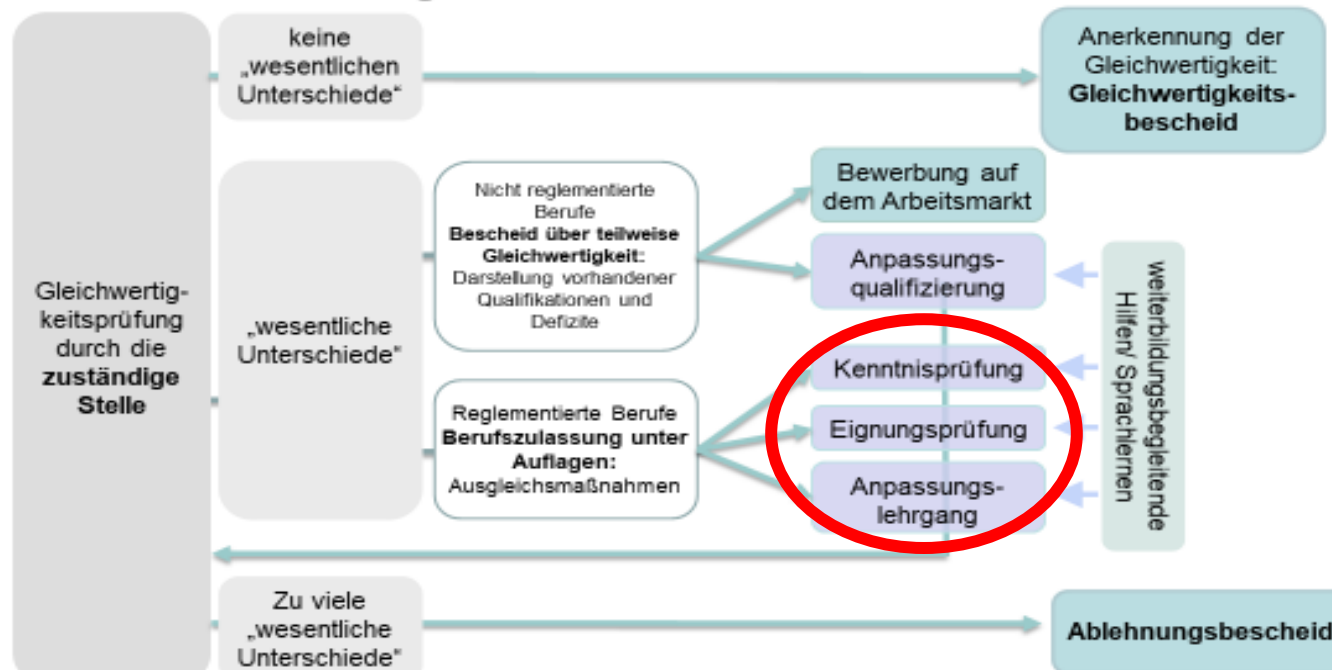 Gleichwertig-
keitsprüfung
durch die
zuständige
Stelle
keine
„wesentlichen
Unterschiede“
Anerkennung der
Gleichwertigkeit:
Gleichwertigkeits-
bescheid
„wesentliche
Unterschiede“
Nicht reglementierte
Berufe
Bescheid über teilweise
Gleichwertigkeit:
Darstellung vorhandener
Qualifikationen und
Defizite
Bewerbung auf
dem Arbeitsmarkt
Anpassungs-
qualifizierung
Reglementierte Berufe
Berufszulassung unter
Auflagen:
Ausgleichsmaßnahmen
Kenntnisprüfung
Eignungsprüfung
Anpassungs-
lehrgang
weiterbildungsbegleitende
Hilfen/ Sprachlernen
Zu viele
„wesentliche
Unterschiede“
Ablehnungsbescheid